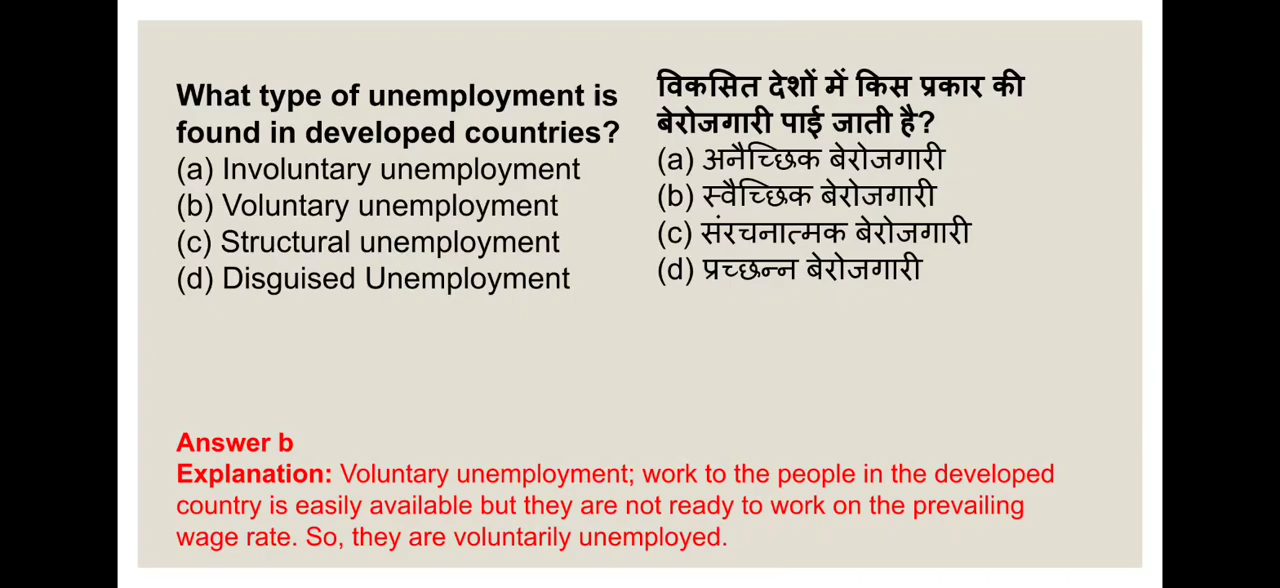 What type of unemployment is
found in developed countries?
(a) Involuntary unemployment
(b) Voluntary unemployment
(c) Structural unemployment
(d) Disguised Unemployment
विकसित देशों में किस प्रकार की
बेरोजगारी पाई जाती है?
(a) अनैच्छिक बेरोजगारी
(b) स्वैच्छिक बेरोजगारी
(c) संरचनात्मक बेरोजगारी
(d) प्रच्छन्न बेरोजगारी
Answer b
Explanation: Voluntary unemployment; work to the people in the developed
country is easily available but they are not ready to work on the prevailing
wage rate. So, they are voluntarily unemployed.